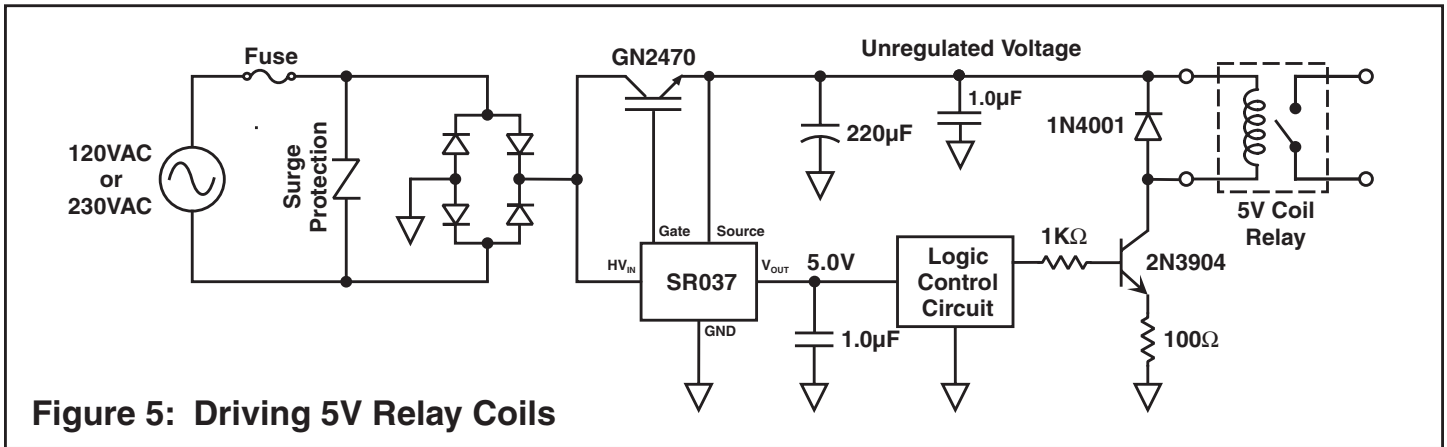 Fuse
GN2470
Unregulated Voltage
1.0µF
1N4001
220µF
120VAC
or
230VAC
Surge
Protection
5V Coil
Relay
Gate
Source
HVIN
SR037
VOUT
5.0V
GND
1.0µF
Logic
Control
Circuit
1KΩ
2N3904
100Ω
Figure 5: Driving 5V Relay Coils